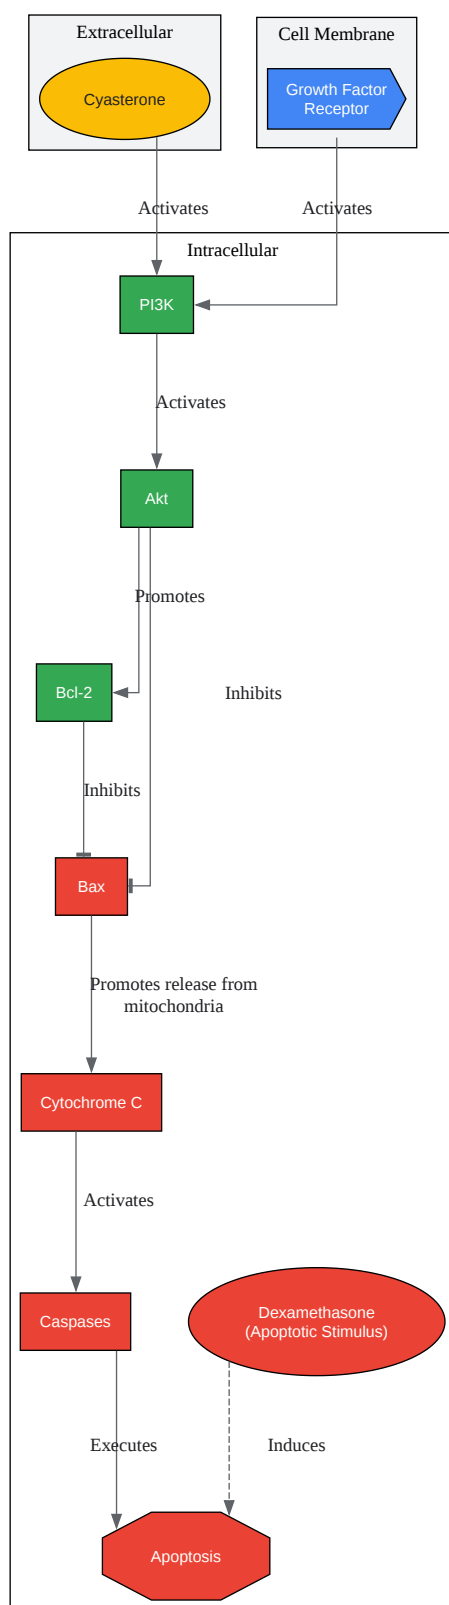 Extracellular
Cell Membrane
Cyasterone
Growth Factor
Receptor
Activates
Activates
Intracellular
PI3K
Activates
Akt
Promotes
Bcl-2
Inhibits
Inhibits
Bax
Promotes release from
mitochondria
Cytochrome C
Activates
Caspases
Dexamethasone
(Apoptotic Stimulus)
Executes
Induces
Apoptosis